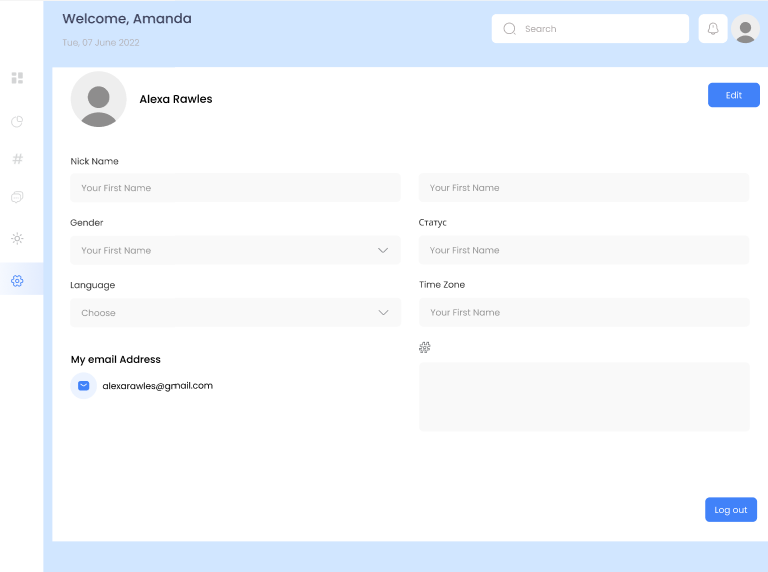 Welcome, Amanda
Tue, 07 June 2022
Search
Alexa Rawles
Edit
Nick Name
Your First Name
Your First Name
Gender
Статус
Your First Name
Your First Name
Language
Time Zone
Choose
Your First Name
#
My email Address
alexarawles@gmail.com
Log out